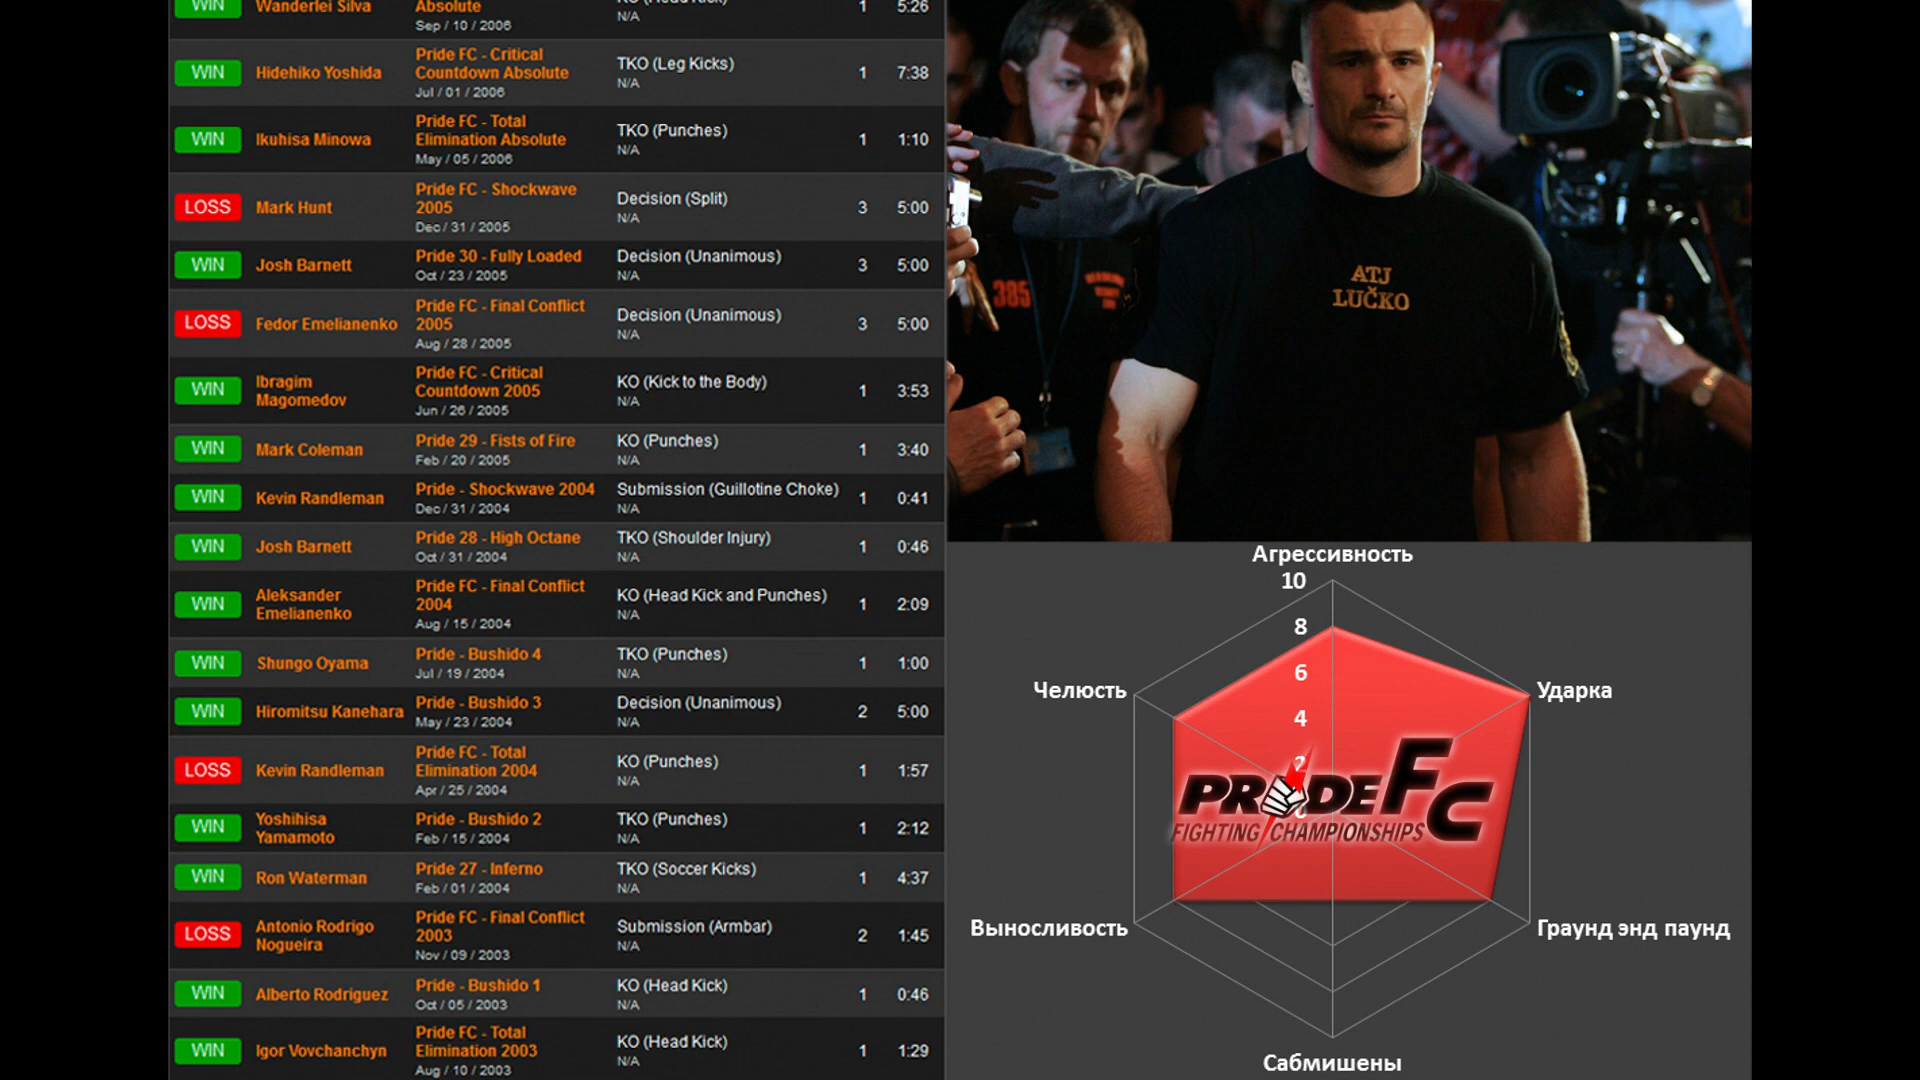 WIN Wanderlei Silva Absolute 1 5:26
Sep / 10 / 2006 N/A
WIN Hidehiko Yoshida Pride FC - Critical Countdown Absolute TKO (Leg Kicks) 1 7:38
Jul / 01 / 2006 N/A
WIN Ikuhisa Minowa Pride FC - Total Elimination Absolute TKO (Punches) 1 1:10
May / 05 / 2006 N/A
LOSS Mark Hunt Pride FC - Shockwave 2005 Decision (Split) 3 5:00
Dec / 31 / 2005 N/A
WIN Josh Barnett Pride 30 - Fully Loaded Decision (Unanimous) 3 5:00
Oct / 23 / 2005 N/A
LOSS Fedor Emelianenko Pride FC - Final Conflict 2005 Decision (Unanimous) 3 5:00
Aug / 28 / 2005 N/A
WIN Ibragim Magomedov Pride FC - Critical Countdown 2005 KO (Kick to the Body) 1 3:53
Jun / 26 / 2005 N/A
WIN Mark Coleman Pride 29 - Fists of Fire KO (Punches) 1 3:40
Feb / 20 / 2005 N/A
WIN Kevin Randleman Pride - Shockwave 2004 Submission (Guillotine Choke) 1 0:41
Dec / 31 / 2004 N/A
WIN Josh Barnett Pride 28 - High Octane TKO (Shoulder Injury) 1 0:46
Oct / 31 / 2004 N/A
WIN Aleksander Emelianenko Pride FC - Final Conflict 2004 KO (Head Kick and Punches) 1 2:09
Aug / 15 / 2004 N/A
WIN Shungo Oyama Pride - Bushido 4 TKO (Punches) 1 1:00
Jul / 19 / 2004 N/A
WIN Hiromitsu Kanehara Pride - Bushido 3 Decision (Unanimous) 2 5:00
May / 23 / 2004 N/A
LOSS Kevin Randleman Pride FC - Total Elimination 2004 KO (Punches) 1 1:57
Apr / 25 / 2004 N/A
WIN Yoshihisa Yamamoto Pride - Bushido 2 TKO (Punches) 1 2:12
Feb / 15 / 2004 N/A
WIN Ron Waterman Pride 27 - Inferno TKO (Soccer Kicks) 1 4:37
Feb / 01 / 2004 N/A
LOSS Antonio Rodrigo Nogueira Pride FC - Final Conflict 2003 Submission (Armbar) 2 1:45
Nov / 09 / 2003 N/A
WIN Alberto Rodriguez Pride - Bushido 1 KO (Head Kick) 1 0:46
Oct / 05 / 2003 N/A
WIN Igor Vovchanchyn Pride FC - Total Elimination 2003 KO (Head Kick) 1 1:29
Aug / 10 / 2003 N/A
385
ATJ
LUČKO
Агрессивность
10
8
6
4
2
0
Челюсть
Ударка
PRIDE FC
FIGHTING CHAMPIONSHIPS
Выносливость
Граунд энд паунд
Сабмишены